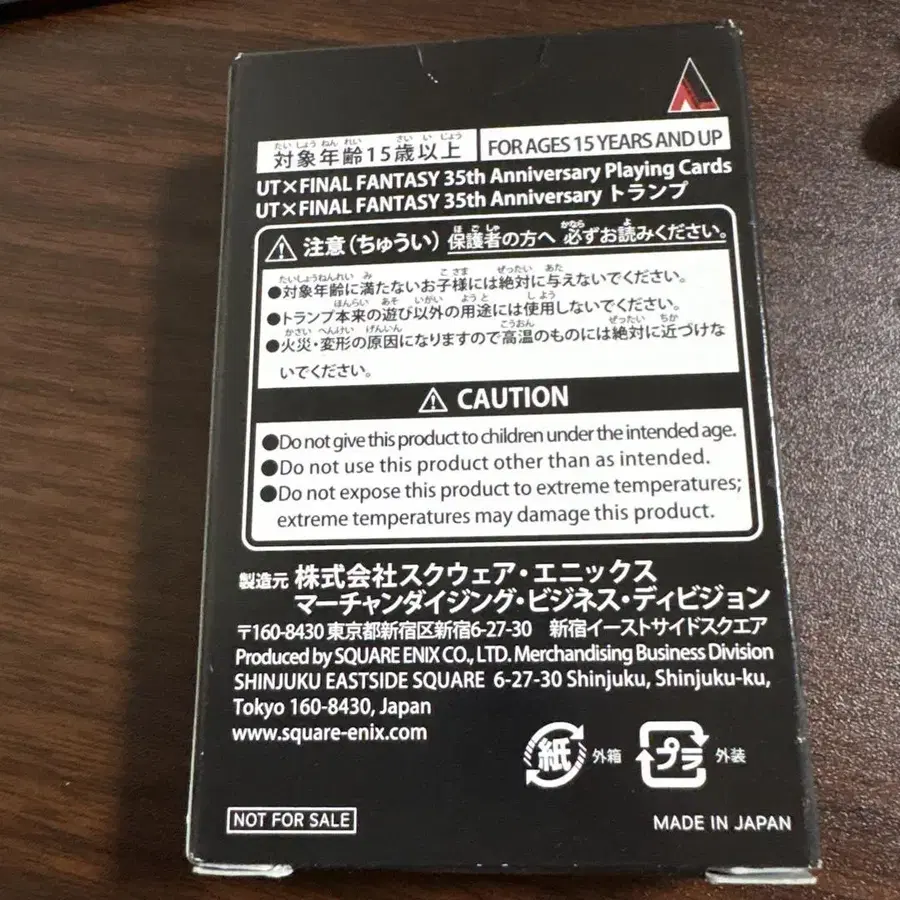 対象年齢15歳以上
FOR AGES 15 YEARS AND UP
UT×FINAL FANTASY 35th Anniversary Playing Cards
UT×FINAL FANTASY 35th Anniversary トランプ
注意(ちゅうい) 保護者の方へ 必ずお読みください。
●対象年齢に満たないお子様には絶対に与えないでください。
●トランプ本来の遊び以外の用途には使用しないでください。
●火災・変形の原因になりますので高温のものには絶対に近づけな
いでください。
CAUTION
●Do not give this product to children under the intended age.
●Do not use this product other than as intended.
●Do not expose this product to extreme temperatures;
extreme temperatures may damage this product.
製造元 株式会社スクウェア・エニックス
マーチャンダイジング・ビジネス・ディビジョン
〒160-8430 東京都新宿区新宿6-27-30 新宿イーストサイドスクエア
Produced by SQUARE ENIX CO., LTD. Merchandising Business Division
SHINJUKU EASTSIDE SQUARE 6-27-30 Shinjuku, Shinjuku-ku,
Tokyo 160-8430, Japan
www.square-enix.com
紙 外箱 プラ 外装
NOT FOR SALE
MADE IN JAPAN